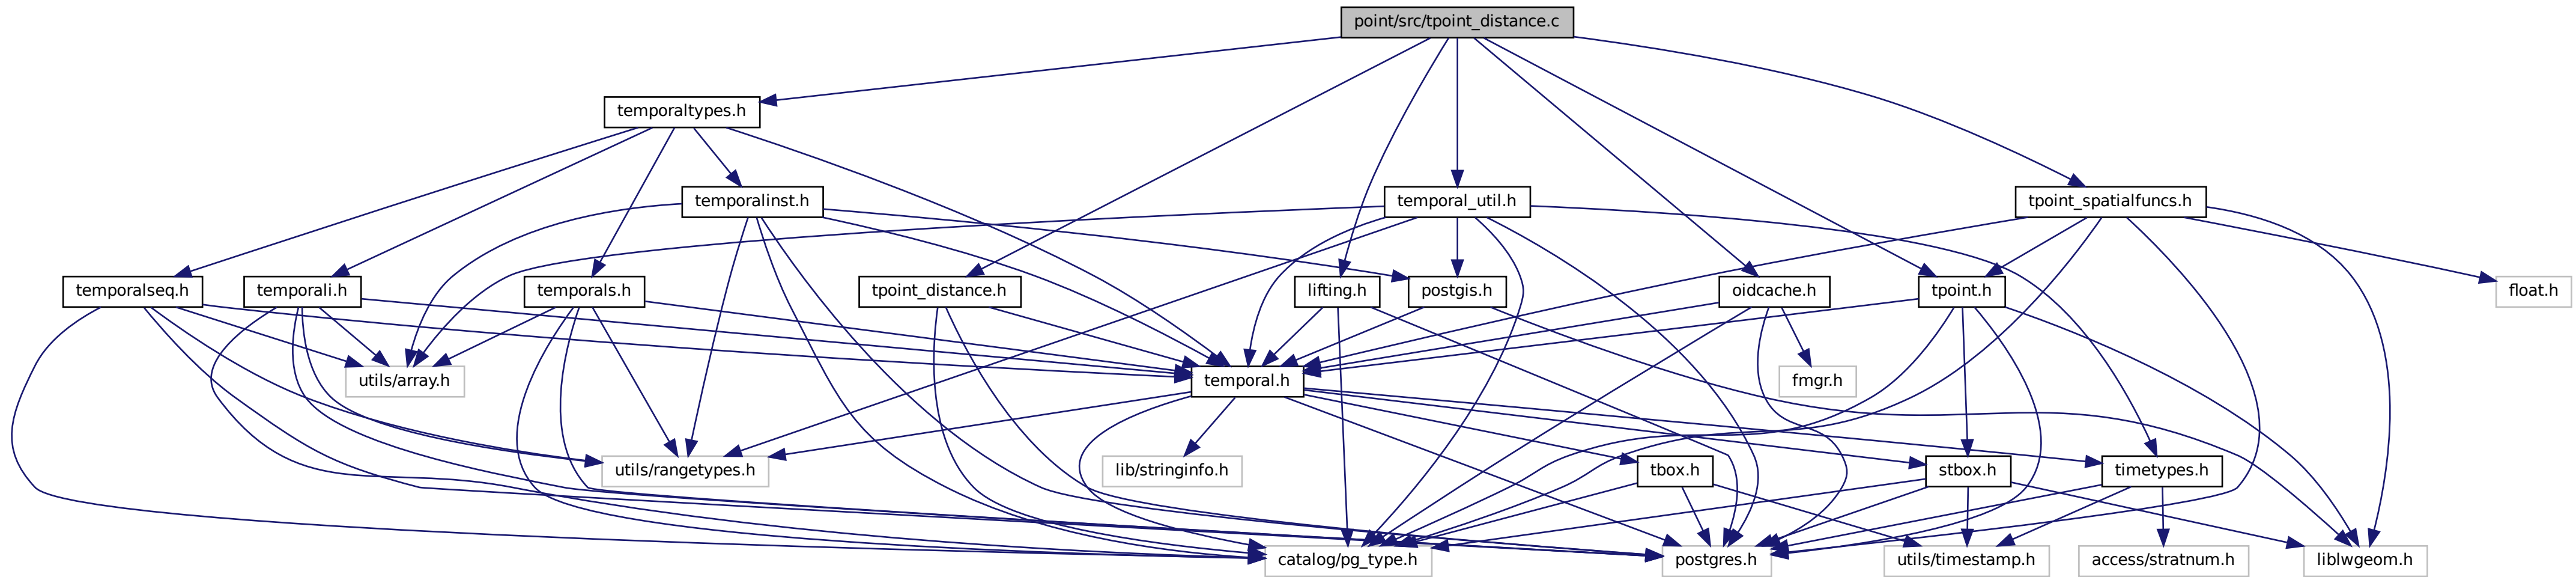 point/src/tpoint_distance.c
temporaltypes.h
temporalinst.h
temporal_util.h
tpoint_spatialfuncs.h
temporalseq.h
temporali.h
temporals.h
tpoint_distance.h
lifting.h
postgis.h
oidcache.h
tpoint.h
float.h
utils/array.h
temporal.h
fmgr.h
utils/rangetypes.h
lib/stringinfo.h
tbox.h
stbox.h
timetypes.h
catalog/pg_type.h
postgres.h
utils/timestamp.h
access/stratnum.h
liblwgeom.h